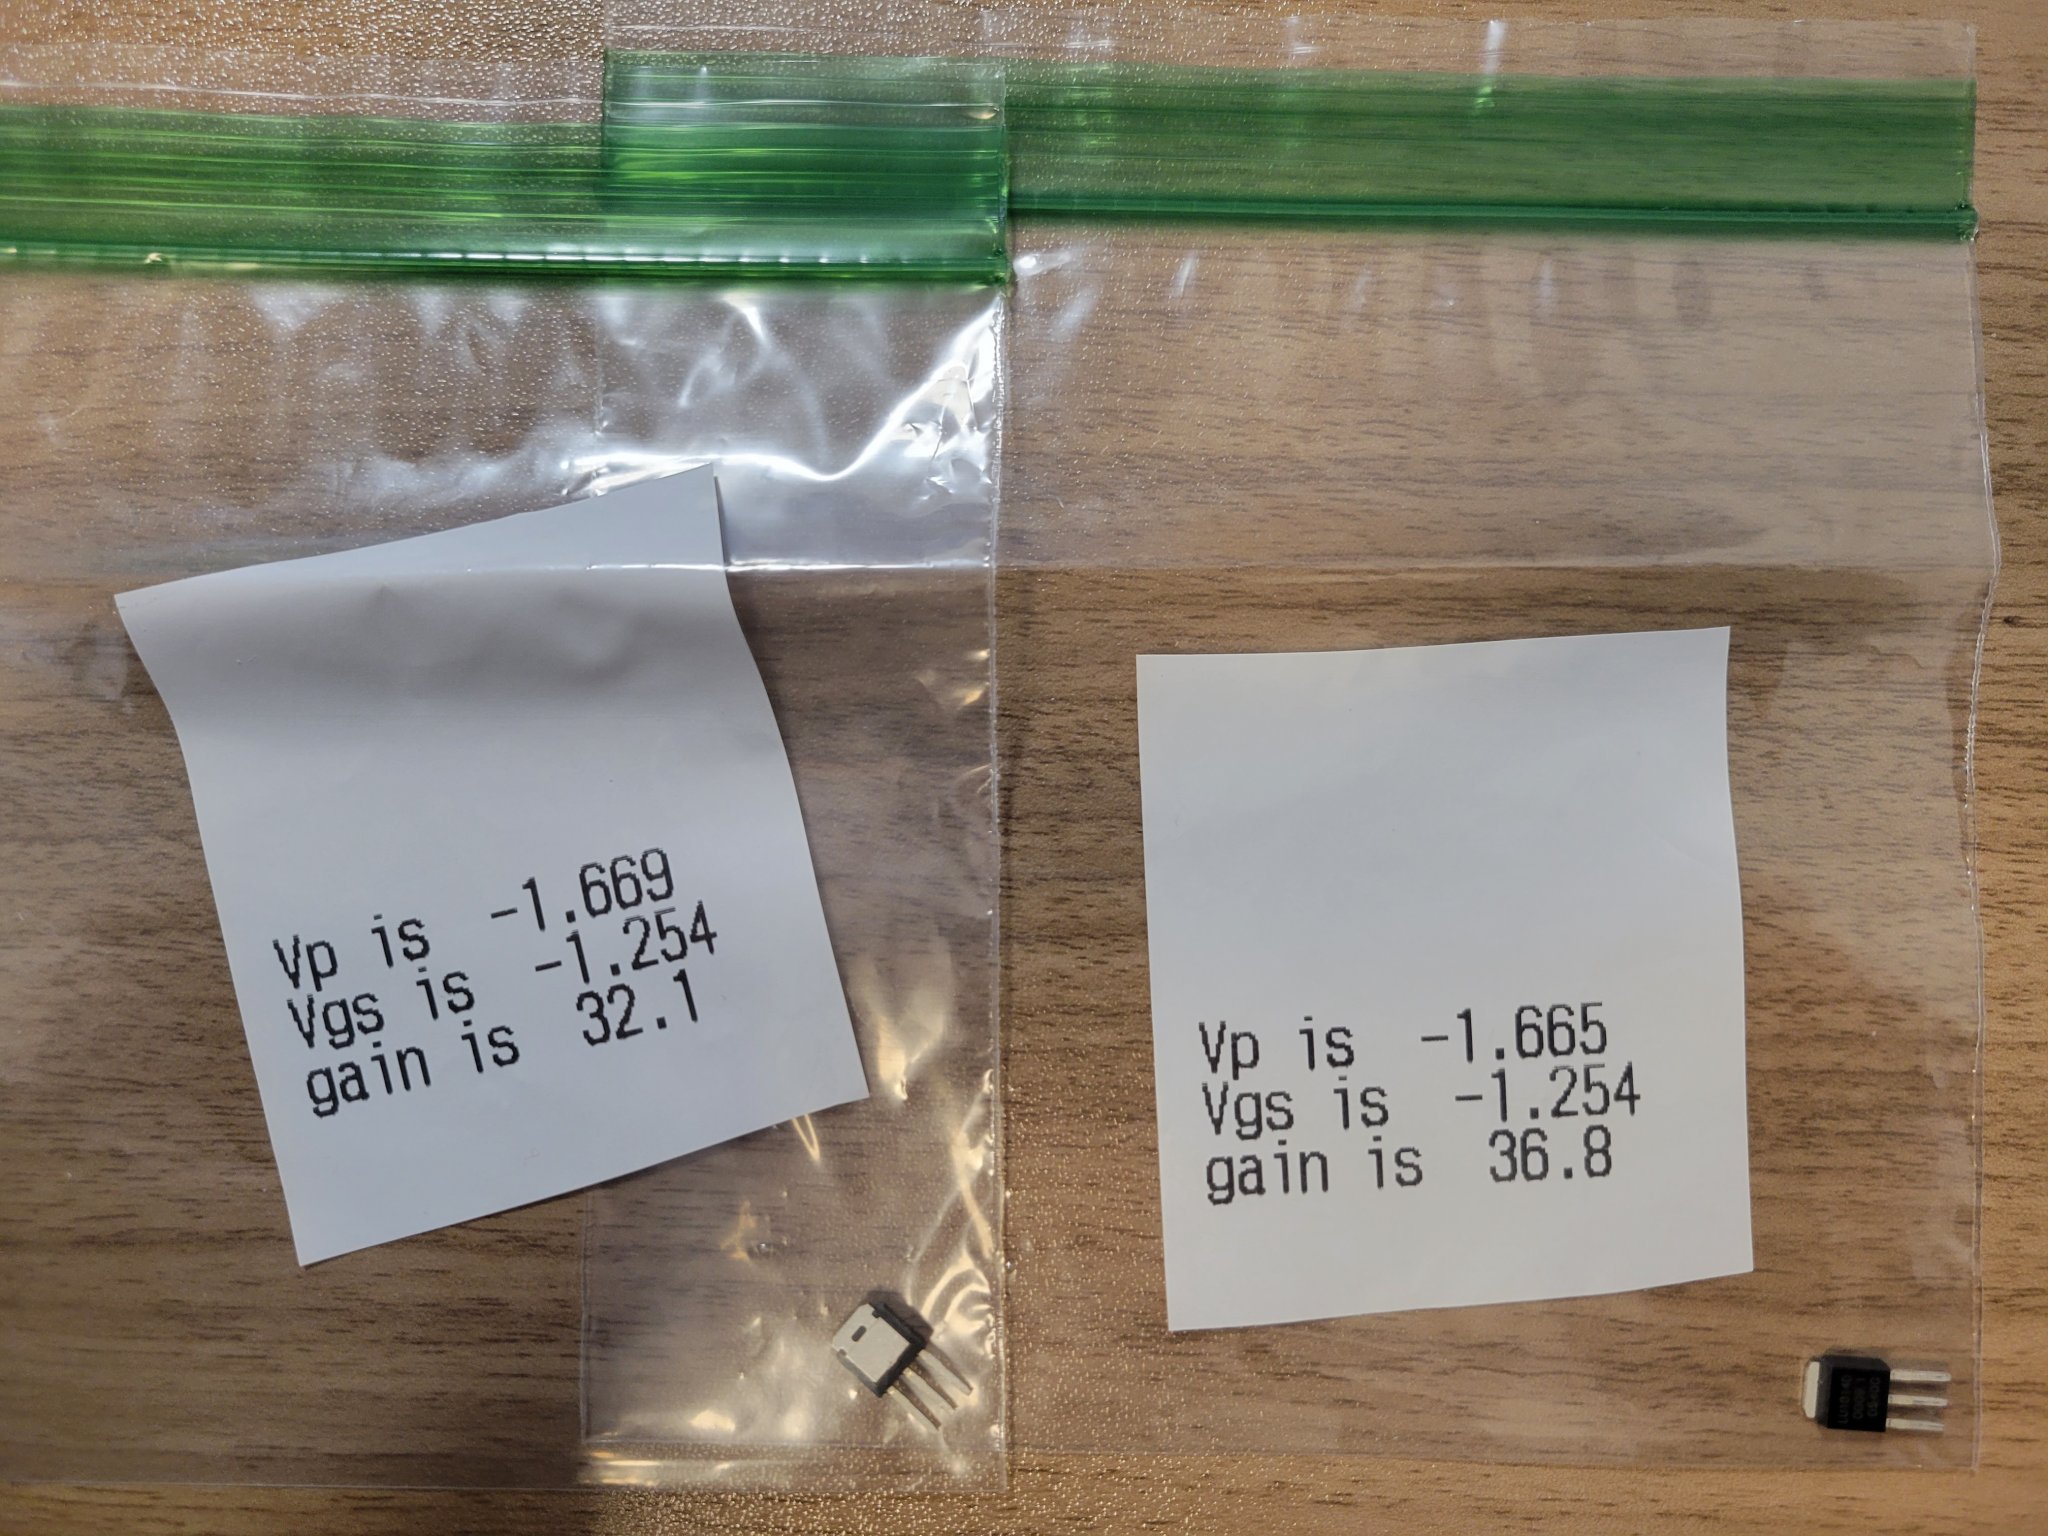 Vp is -1.669
Vgs is -1.254
gain is 32.1
Vp is -1.665
Vgs is -1.254
gain is 36.8
LU1014D